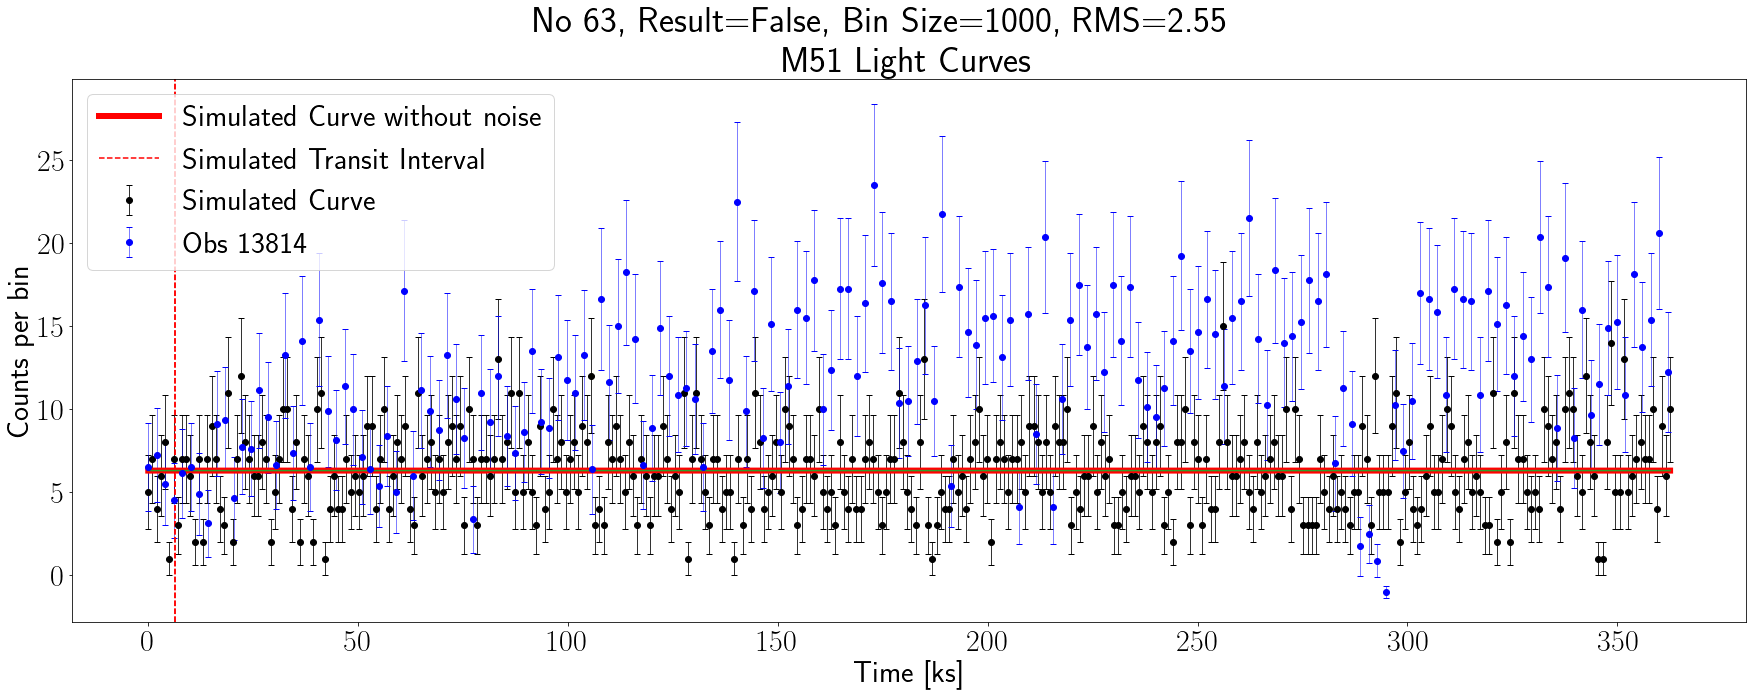 No 63, Result=False, Bin Size=1000, RMS=2.55
M51 Light Curves
Simulated Curve without noise
Simulated Transit Interval
Simulated Curve
Obs 13814
Counts per bin
25
20
15
10
5
0
0 50 100 150 200 250 300 350
Time [ks]